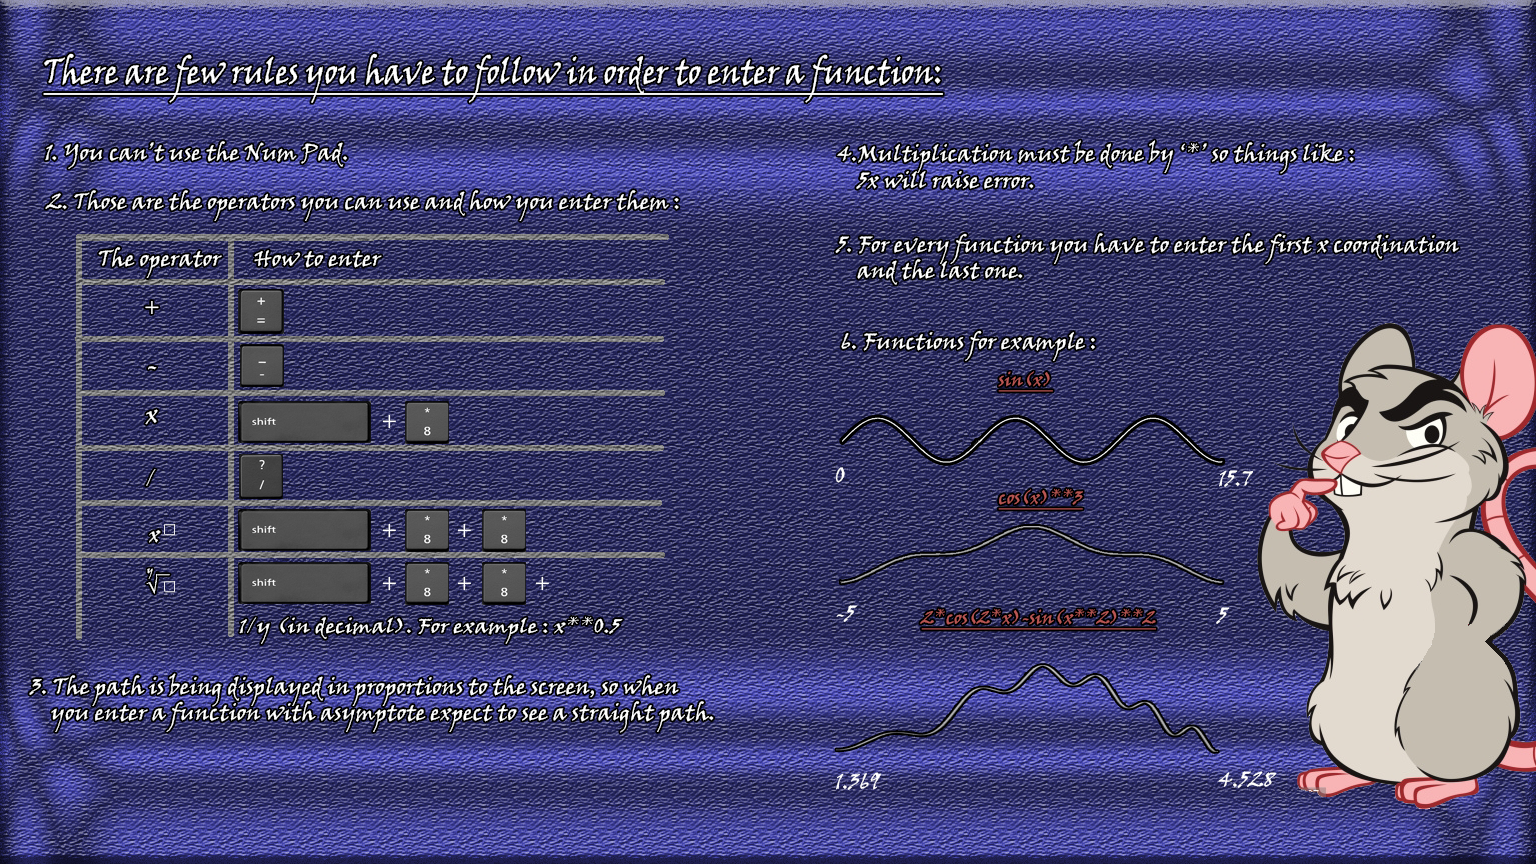 There are few rules you have to follow in order to enter a function:
1. You can't use the Num Pad.
2. Those are the operators you can use and how you enter them :
The operator How to enter
+ + =
- – -
x shift + * 8
/ ? /
x□ shift + * 8 + * 8
y√□ shift + * 8 + * 8 +
1/y (in decimal). For example : x**0.5
3. The path is being displayed in proportions to the screen, so when
you enter a function with asymptote expect to see a straight path.
4.Multiplication must be done by '*' so things like :
5x will raise error.
5. For every function you have to enter the first x coordination
and the last one.
6. Functions for example :
sin(x)
0 15.7
cos(x)**3
-5 5
2*cos(2*x)-sin(x**2)**2
1.369 4.528